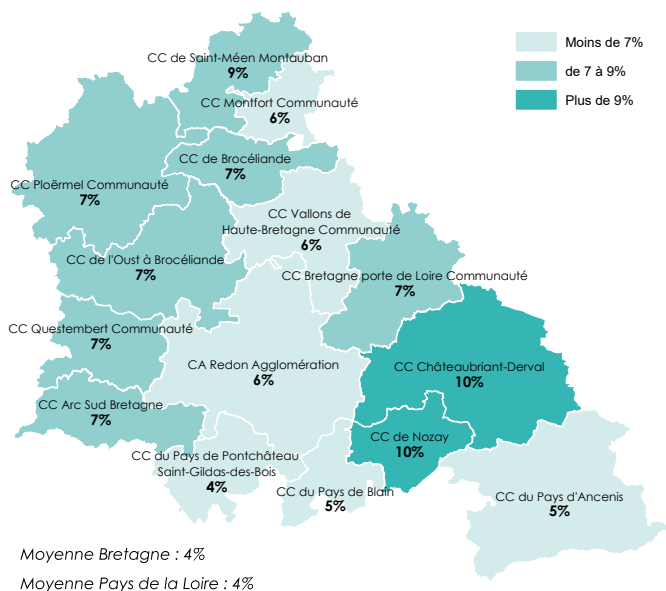 CC de Saint-Méen Montauban
9%
Moins de 7%
de 7 à 9%
Plus de 9%
CC Montfort Communauté
6%
CC de Brocéliande
7%
CC Ploërmel Communauté
7%
CC Vallons de
Haute-Bretagne Communauté
6%
CC de l'Oust à Brocéliande
7%
CC Bretagne porte de Loire Communauté
7%
CC Questembert Communauté
7%
CA Redon Agglomération
6%
CC Châteaubriant-Derval
10%
CC Arc Sud Bretagne
7%
CC de Nozay
10%
CC du Pays de Pontchâteau
Saint-Gildas-des-Bois
4%
CC du Pays de Blain
5%
CC du Pays d'Ancenis
5%
Moyenne Bretagne : 4%
Moyenne Pays de la Loire : 4%